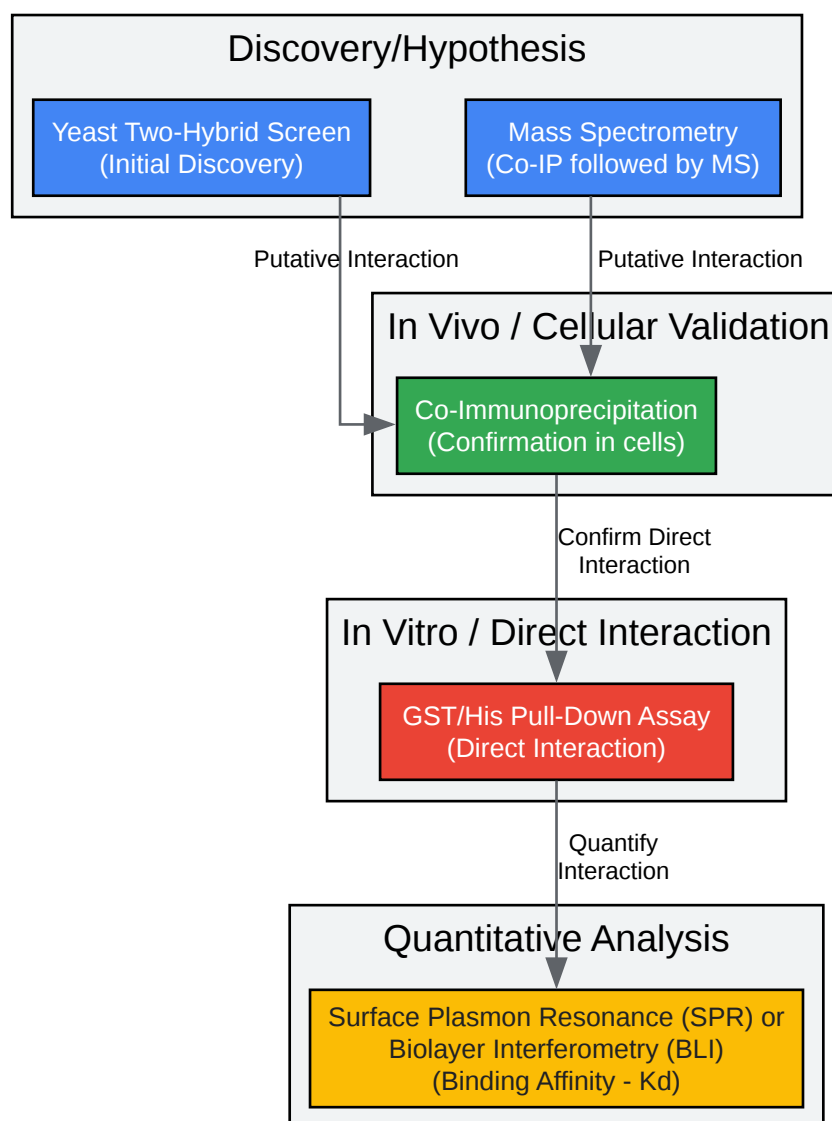 Discovery/Hypothesis
Yeast Two-Hybrid Screen
(Initial Discovery)
Mass Spectrometry
(Co-IP followed by MS)
Putative Interaction
Putative Interaction
In Vivo / Cellular Validation
Co-Immunoprecipitation
(Confirmation in cells)
Confirm Direct
Interaction
In Vitro / Direct Interaction
GST/His Pull-Down Assay
(Direct Interaction)
Quantify
Interaction
Quantitative Analysis
Surface Plasmon Resonance (SPR) or
Biolayer Interferometry (BLI)
(Binding Affinity - Kd)